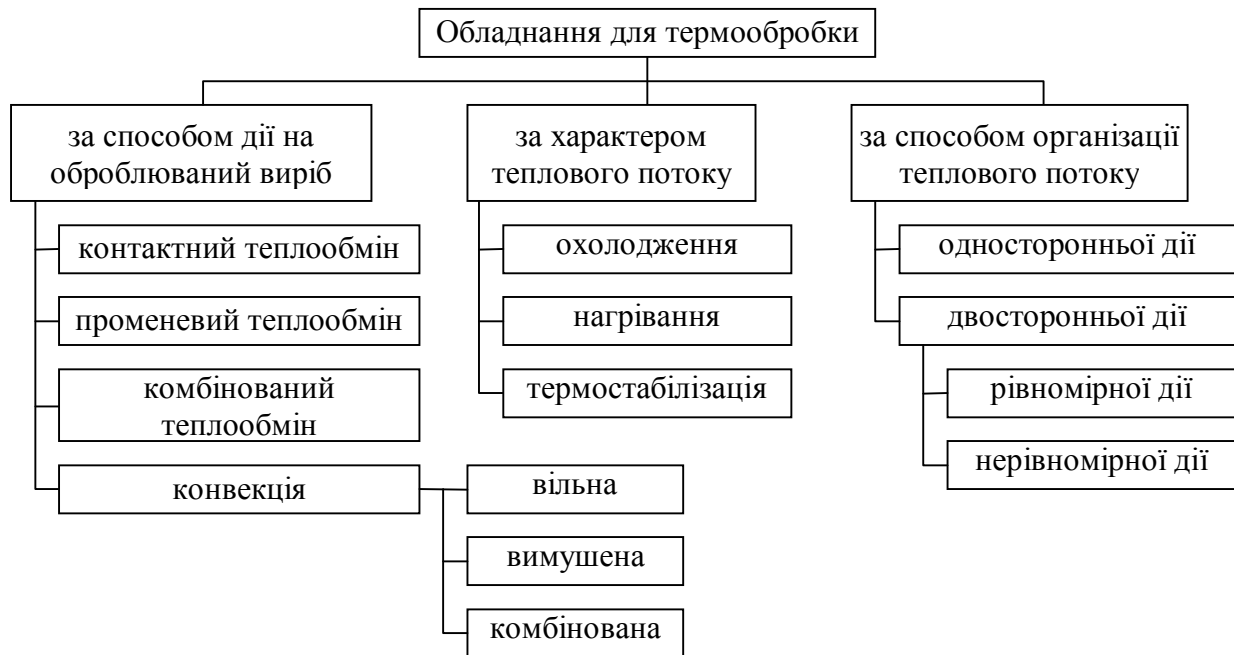 Обладнання для термообробки
за способом дії на
оброблюваний виріб
контактний теплообмін
променевий теплообмін
комбінований
теплообмін
конвекція
вільна
вимушена
комбінована
за характером
теплового потоку
охолодження
нагрівання
термостабілізація
за способом організації
теплового потоку
односторонньої дії
двосторонньої дії
рівномірної дії
нерівномірної дії